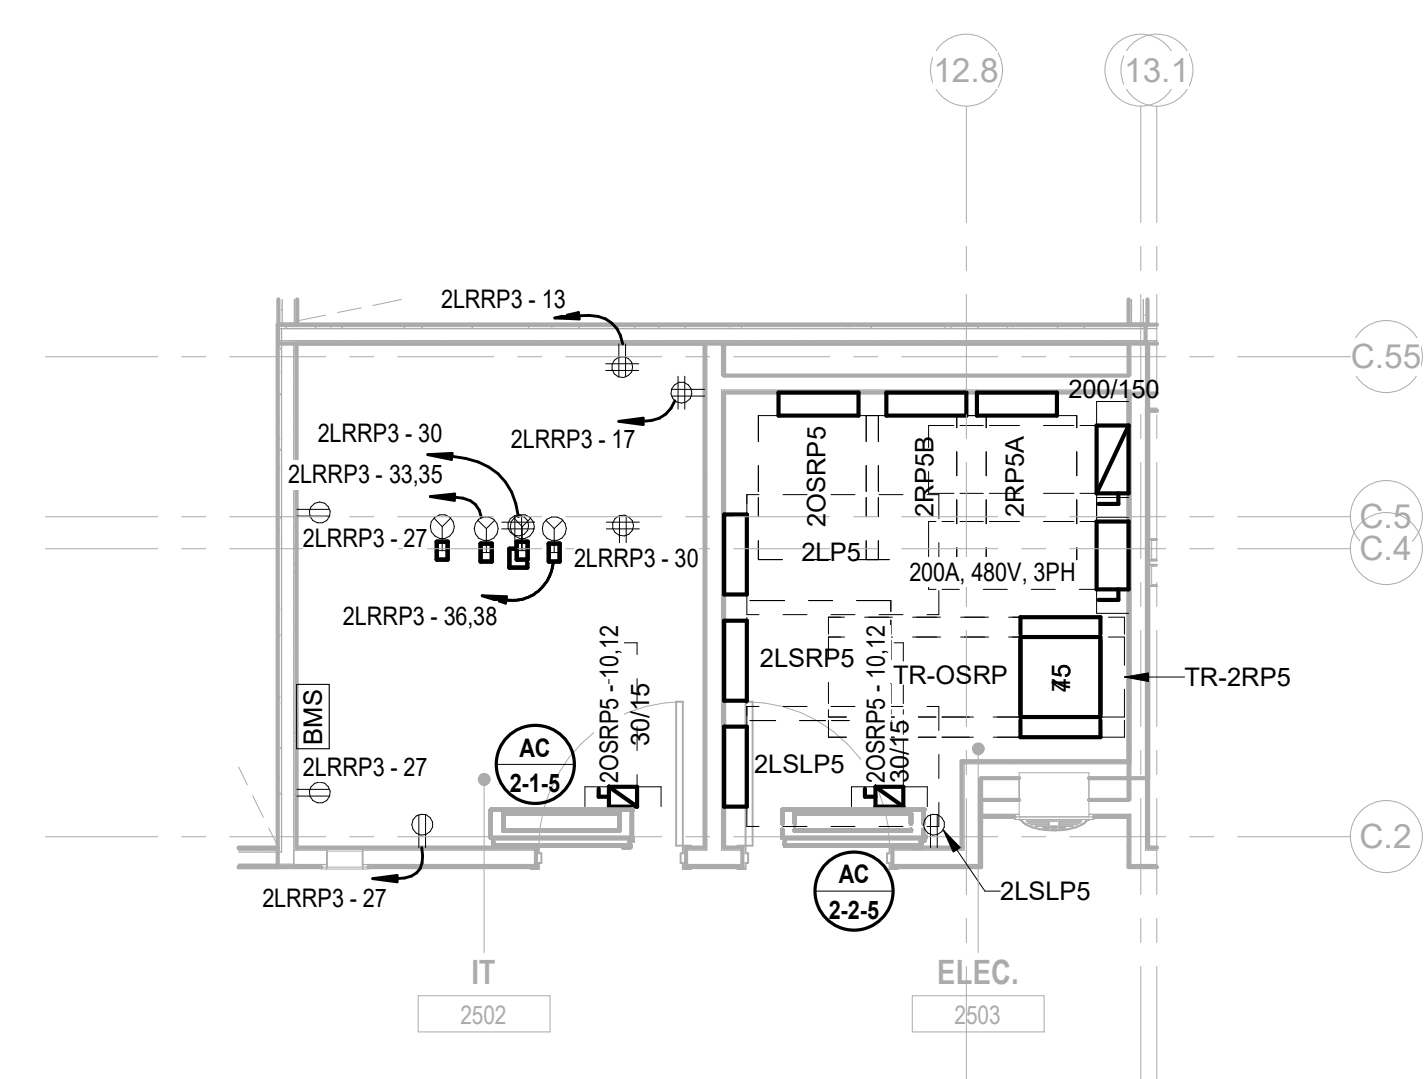 12.8
13.1
2LRRP3 - 13
C.55
200/150
2LRRP3 - 30
2LRRP3 - 17
2LRRP3 - 33,35
2OSRP5
2RP5B
2RP5A
C.5
2LRRP3 - 27
2LRRP3 - 30
2LP5
C.4
200A, 480V, 3PH
2LRRP3 - 36,38
2OSRP5 - 10,12
30/15
2LSRP5
2OSRP5 - 10,12
30/15
TR-OSRP
TR-2RP5
BMS
AC
2-1-5
2LRRP3 - 27
2LSLP5
C.2
2LRRP3 - 27
AC
2-2-5
2LSLP5
IT
2502
ELEC.
2503